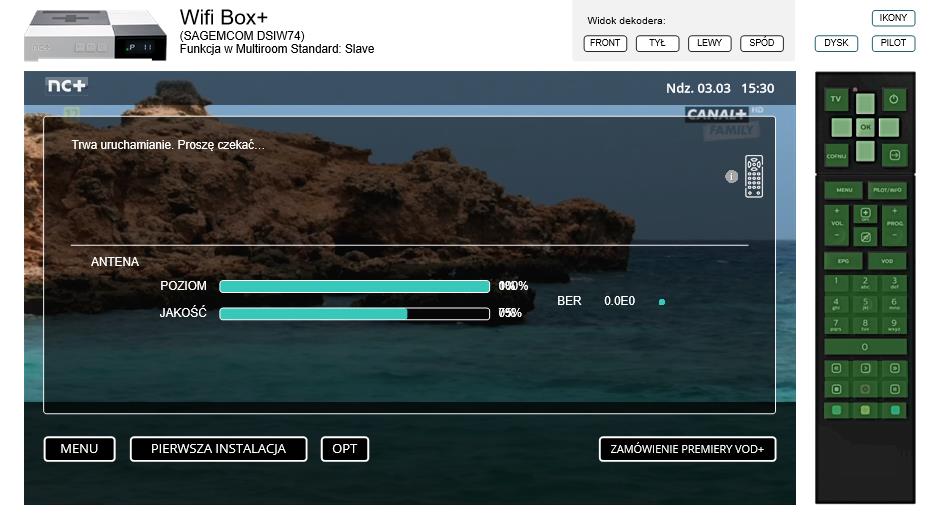 Wifi Box+
(SAGEMCOM DSIW74)
Funkcja w Multiroom Standard: Slave
Widok dekodera:
FRONT TYŁ LEWY SPÓD
IKONY
DYSK PILOT
nc+
Ndz. 03.03 15:30
CANAL+ HD
FAMILY
Trwa uruchamianie. Proszę czekać...
ANTENA
POZIOM
JAKOŚĆ
BER 0.0E0
MENU PIERWSZA INSTALACJA OPT ZAMÓWIENIE PREMIERY VOD+
TV
OK
COFNIJ
MENU PILOT/INFO
+ +
VOL. OPT PROG.
- -
EPG VOD
1 2 abc 3 def
4 ghi 5 jkl 6 mno
7 pqrs 8 tuv 9 wxyz
0